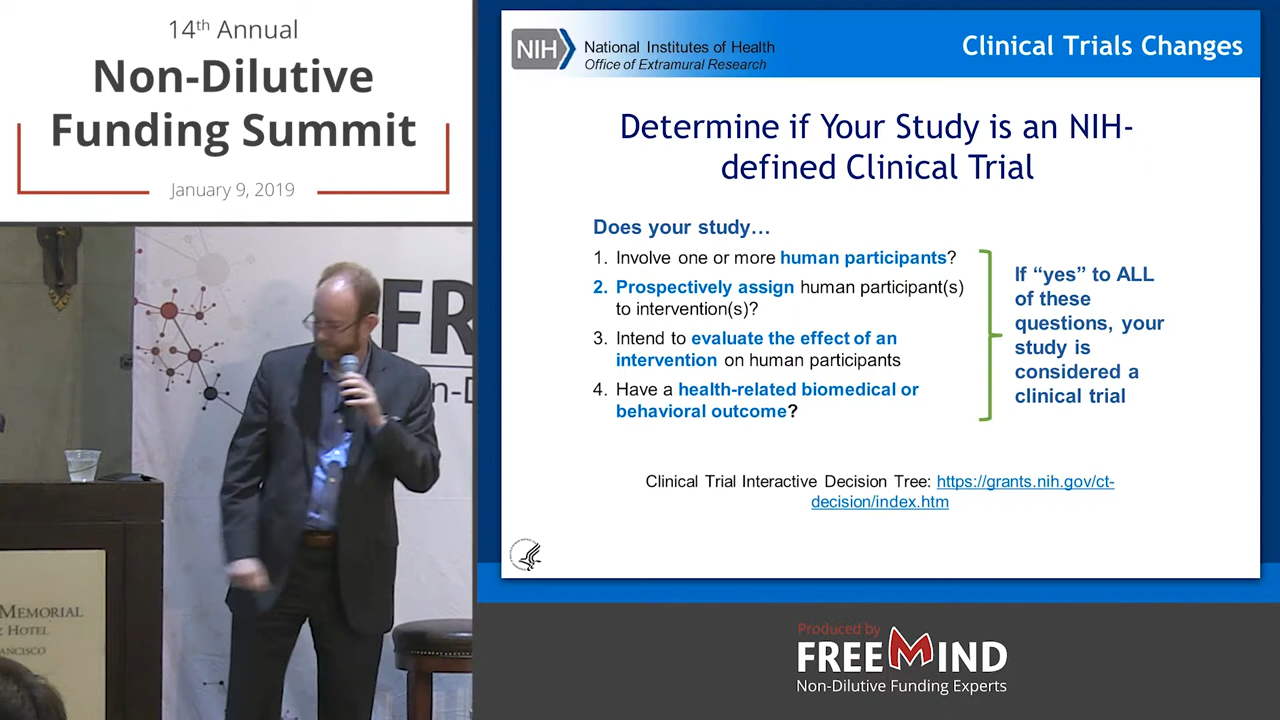 14th Annual
Non-Dilutive
Funding Summit
January 9, 2019
FR
n-D
MEMORIAL
HOTEL
NCISCO
NIH
National Institutes of Health
Office of Extramural Research
Clinical Trials Changes
Determine if Your Study is an NIH-
defined Clinical Trial
Does your study…
1. Involve one or more human participants?
2. Prospectively assign human participant(s)
to intervention(s)?
3. Intend to evaluate the effect of an
intervention on human participants
4. Have a health-related biomedical or
behavioral outcome?
If “yes” to ALL
of these
questions, your
study is
considered a
clinical trial
Clinical Trial Interactive Decision Tree: https://grants.nih.gov/ct-
decision/index.htm
Produced by
FREEMIND
Non-Dilutive Funding Experts